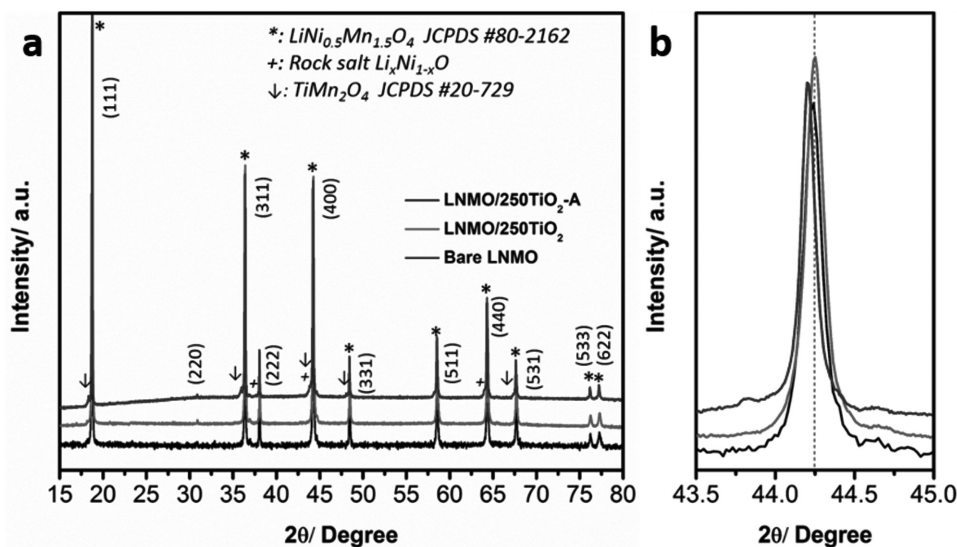 a
*: LiNi0.5Mn1.5O4 JCPDS #80-2162
+: Rock salt LixNi1-xO
↓: TiMn2O4 JCPDS #20-729
*
(111)
*
(311)
*
(400)
LNMO/250TiO2-A
LNMO/250TiO2
Bare LNMO
↓
(220)
↓
+
(222)
↓
+
↓
*
(331)
*
(511)
+
*
(440)
↓
*
(531)
(533)
*
(622)
*
Intensity/ a.u.
15 20 25 30 35 40 45 50 55 60 65 70 75 80
2θ/ Degree
b
Intensity/ a.u.
43.5 44.0 44.5 45.0
2θ/ Degree